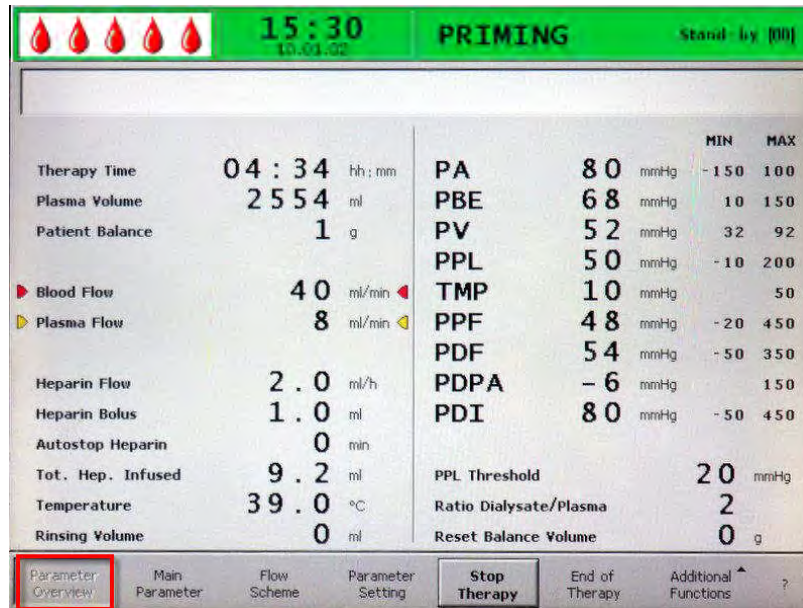 15:30
10.01.02
PRIMING
Stand-by [00]
MIN MAX
Therapy Time 04:34 hh:mm
Plasma Volume 2554 ml
Patient Balance 1 g
Blood Flow 40 ml/min
Plasma Flow 8 ml/min
Heparin Flow 2.0 ml/h
Heparin Bolus 1.0 ml
Autostop Heparin 0 min
Tot. Hep. Infused 9.2 ml
Temperature 39.0 °C
Rinsing Volume 0 ml
PA 80 mmHg -150 100
PBE 68 mmHg 10 150
PV 52 mmHg 32 92
PPL 50 mmHg -10 200
TMP 10 mmHg 50
PPF 48 mmHg -20 450
PDF 54 mmHg -50 350
PDPA -6 mmHg 150
PDI 80 mmHg -50 450
PPL Threshold 20 mmHg
Ratio Dialysate/Plasma 2
Reset Balance Volume 0 g
Parameter Overview
Main Parameter
Flow Scheme
Parameter Setting
Stop Therapy
End of Therapy
Additional Functions
?